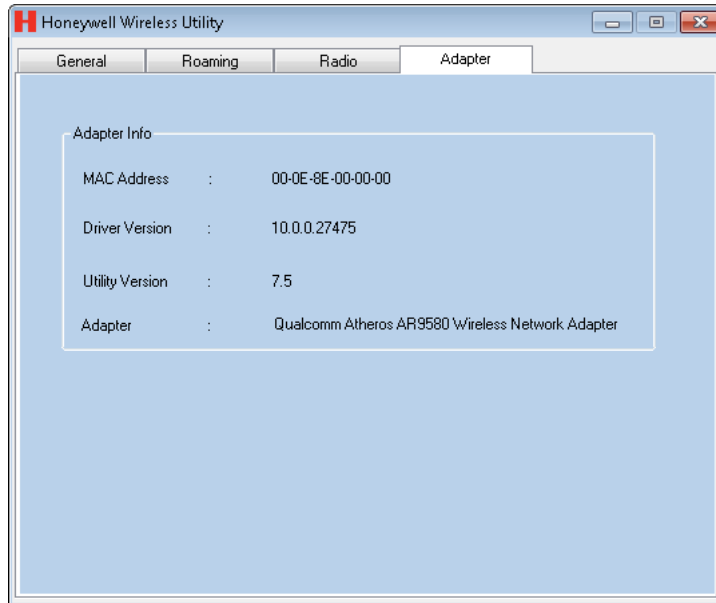 H Honeywell Wireless Utility
General Roaming Radio Adapter
Adapter Info
MAC Address : 00-0E-8E-00-00-00
Driver Version : 10.0.0.27475
Utility Version : 7.5
Adapter : Qualcomm Atheros AR9580 Wireless Network Adapter